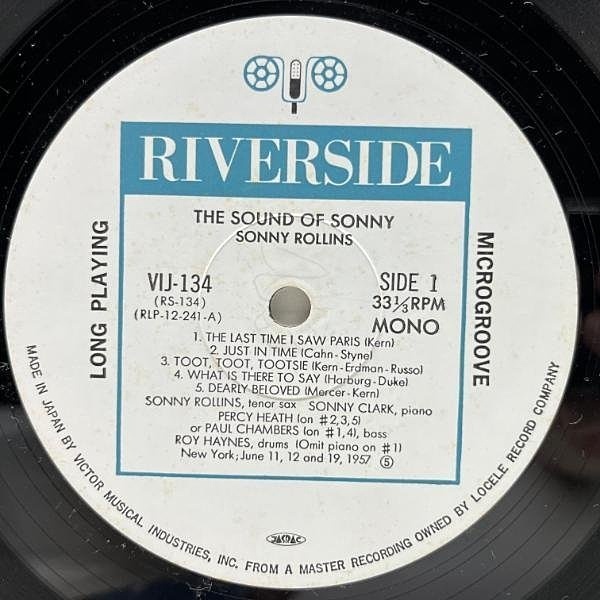 RIVERSIDE
THE SOUND OF SONNY
SONNY ROLLINS
LONG PLAYING
MICROGROOVE
VIJ-134
(RS-134)
(RLP-12-241-A)
SIDE 1
33⅓RPM
MONO
1. THE LAST TIME I SAW PARIS (Kern)
2. JUST IN TIME (Cahn-Styne)
3. TOOT, TOOT, TOOTSIE (Kern-Erdman-Russo)
4. WHAT IS THERE TO SAY (Harburg-Duke)
5. DEARLY BELOVED (Mercer-Kern)
SONNY ROLLINS, tenor sax SONNY CLARK, piano
PERCY HEATH (on #2,3,5)
or PAUL CHAMBERS (on #1,4), bass
ROY HAYNES, drums (Omit piano on #1)
New York; June 11, 12 and 19, 1957 ⑤
JASRAC
MADE IN JAPAN BY VICTOR MUSICAL INDUSTRIES, INC. FROM A MASTER RECORDING OWNED BY LOCELE RECORD COMPANY